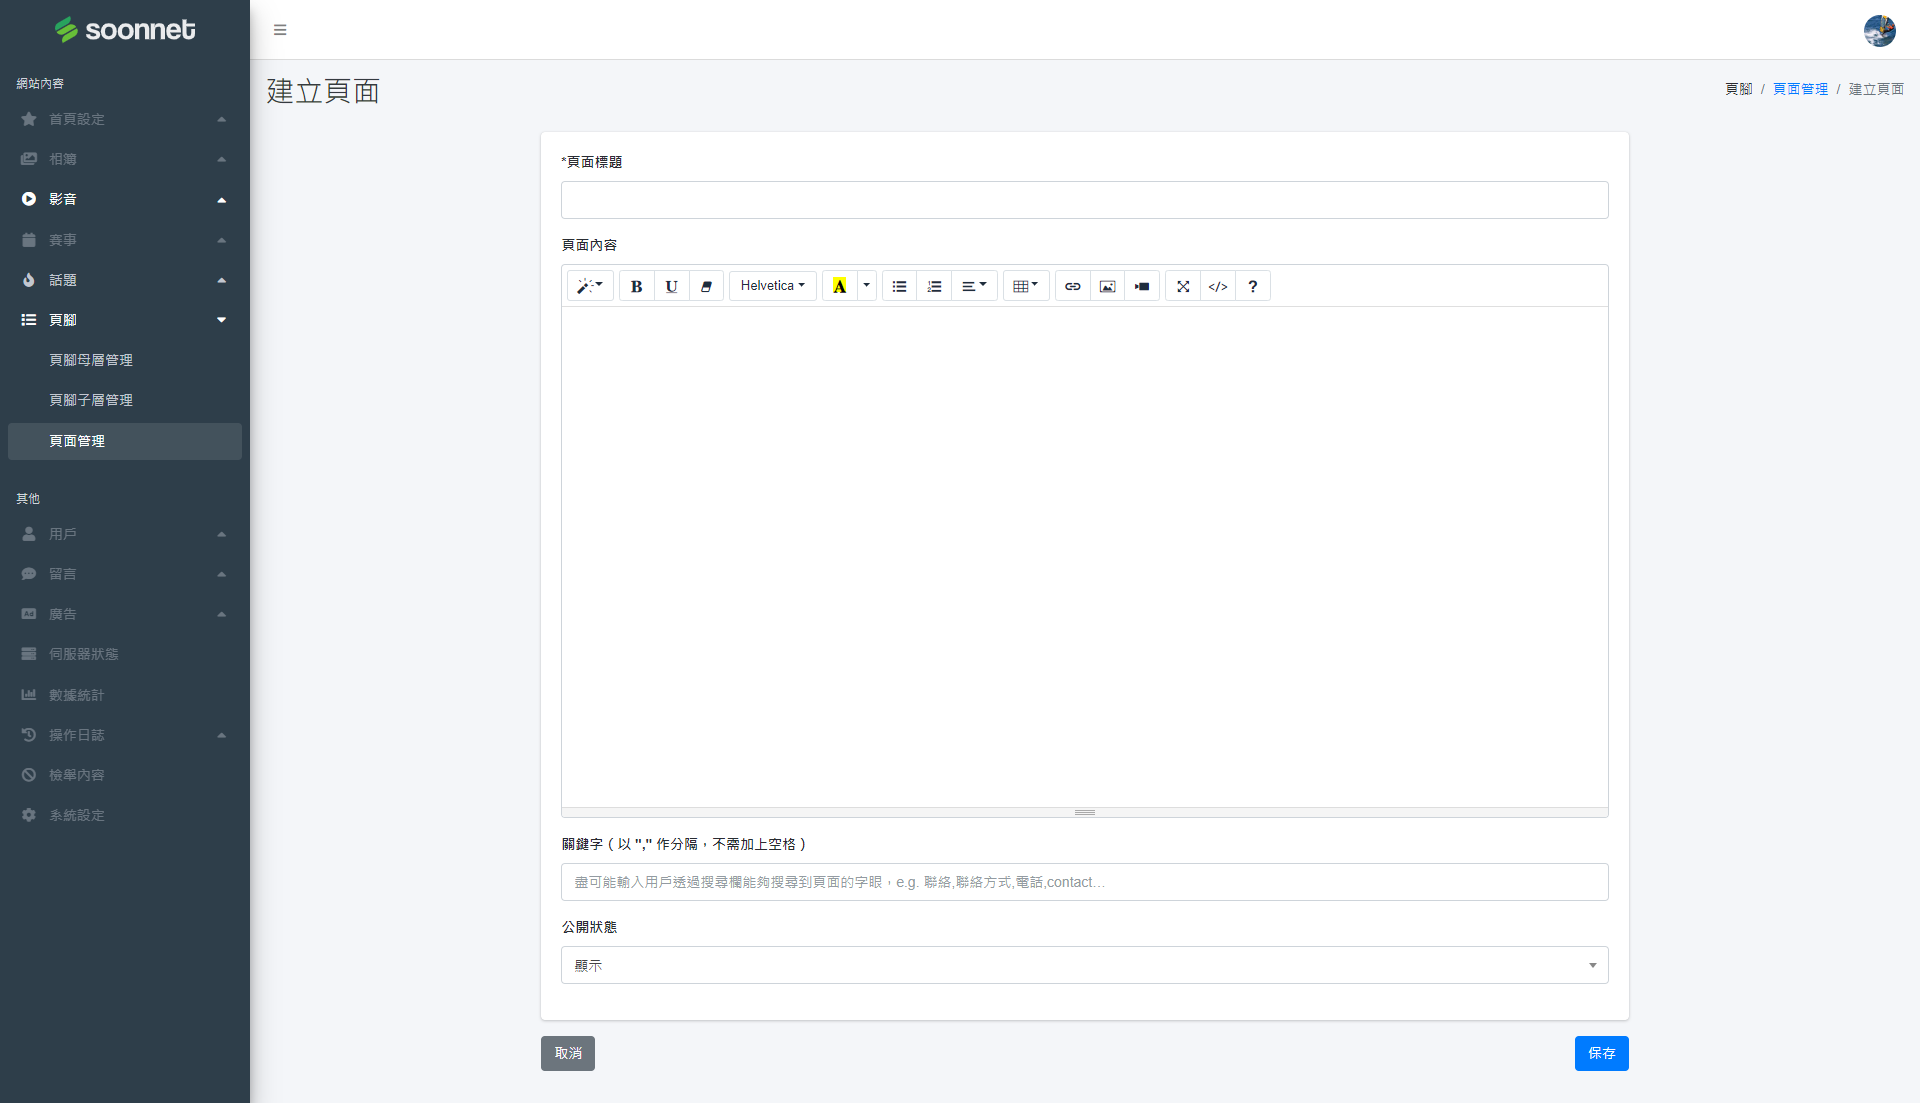 soonnet
網站內容
首頁設定
相簿
影音
賽事
話題
頁腳
頁腳母層管理
頁腳子層管理
頁面管理
其他
用戶
留言
Ad
廣告
伺服器狀態
數據統計
操作日誌
檢舉內容
系統設定
建立頁面
頁腳 / 頁面管理 / 建立頁面
*頁面標題
頁面內容
B U Helvetica A </> ?
關鍵字（以 "," 作分隔，不需加上空格）
盡可能輸入用戶透過搜尋欄能夠搜尋到頁面的字眼，e.g. 聯絡,聯絡方式,電話,contact...
公開狀態
顯示
取消
保存